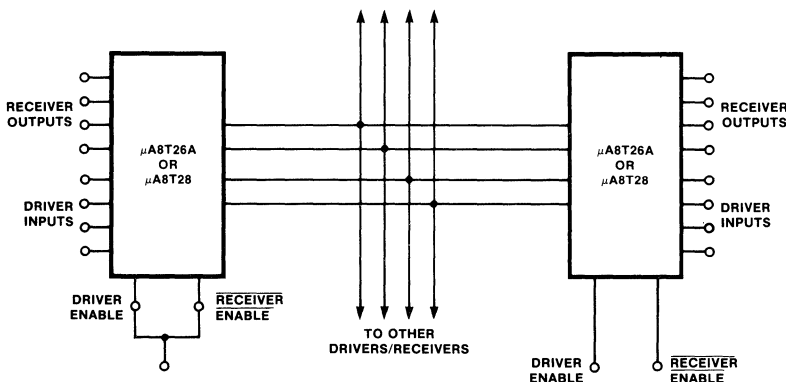 RECEIVER
OUTPUTS
DRIVER
INPUTS
μA8T26A
OR
μA8T28
DRIVER
ENABLE
RECEIVER
ENABLE
TO OTHER
DRIVERS/RECEIVERS
μA8T26A
OR
μA8T28
RECEIVER
OUTPUTS
DRIVER
INPUTS
DRIVER
ENABLE
RECEIVER
ENABLE